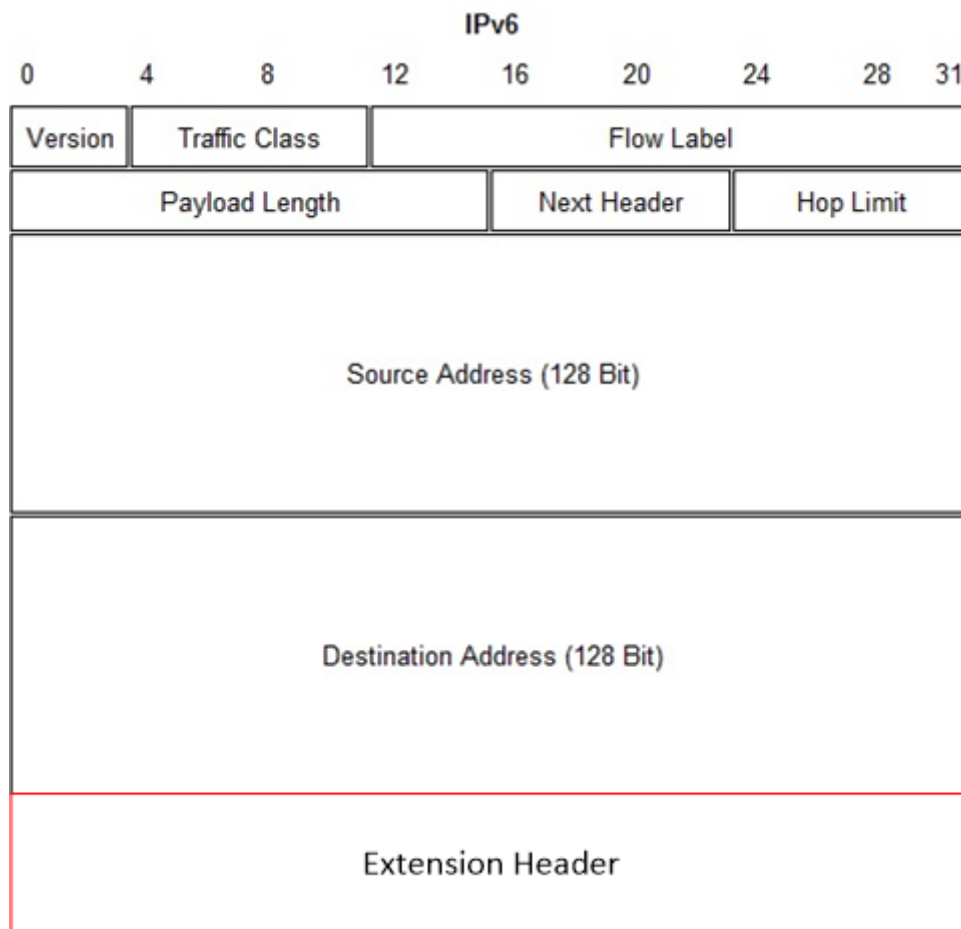 IPv6
0 4 8 12 16 20 24 28 31
Version Traffic Class Flow Label
Payload Length Next Header Hop Limit
Source Address (128 Bit)
Destination Address (128 Bit)
Extension Header